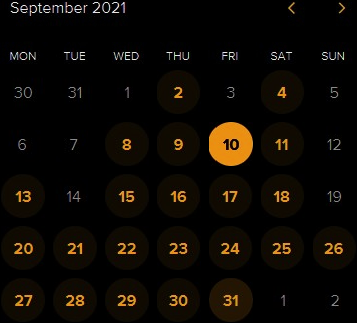 September 2021
MON TUE WED THU FRI SAT SUN
30 31 1 2 3 4 5
6 7 8 9 10 11 12
13 14 15 16 17 18 19
20 21 22 23 24 25 26
27 28 29 30 31 1 2